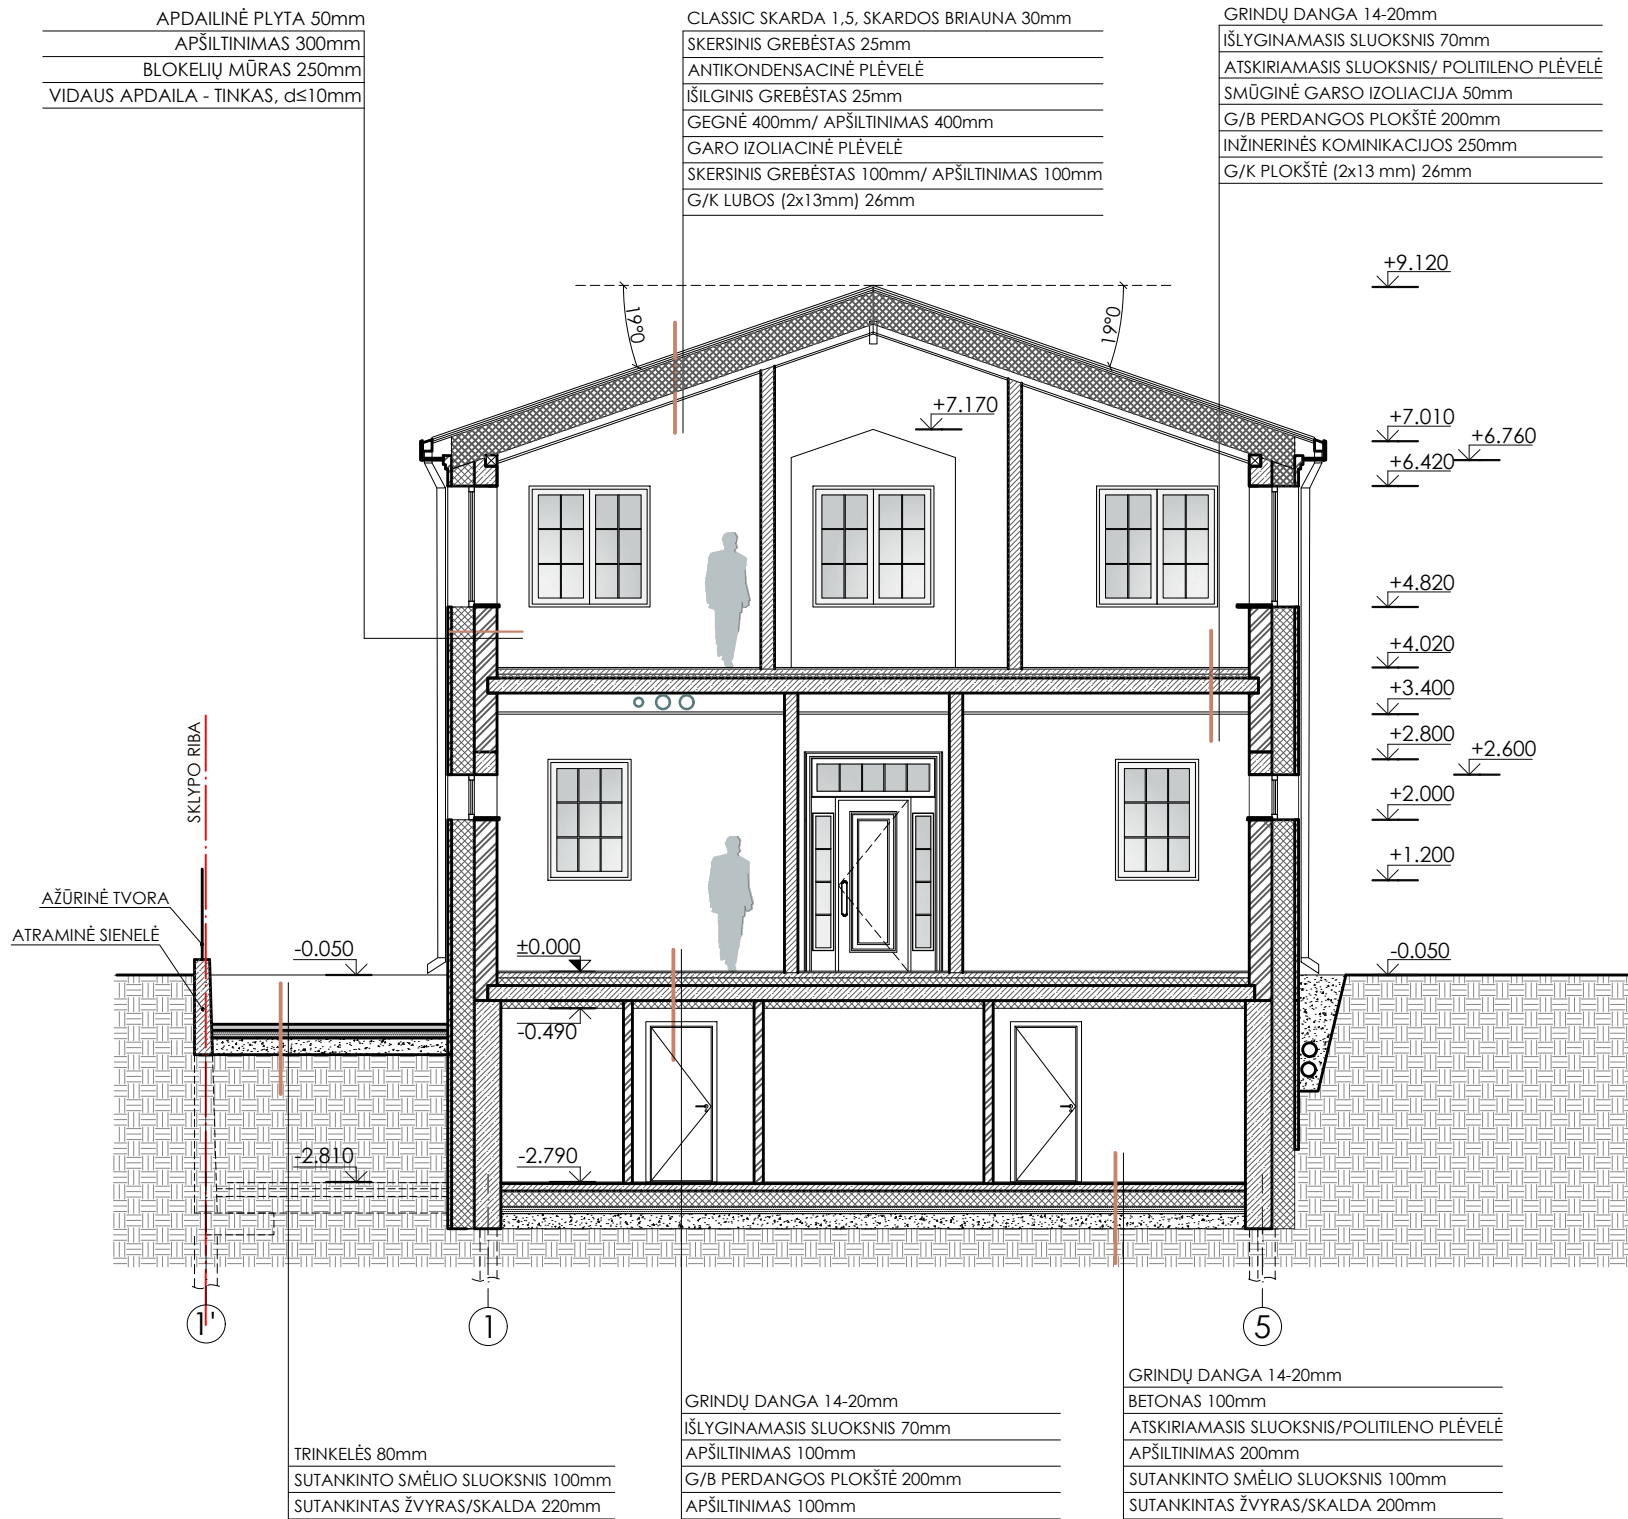 APDAILINĖ PLYTA 50mm
APŠILTINIMAS 300mm
BLOKELIŲ MŪRAS 250mm
VIDAUS APDAILA - TINKAS, d≤10mm
CLASSIC SKARDA 1,5, SKARDOS BRIAUNA 30mm
SKERSINIS GREBĖSTAS 25mm
ANTIKONDENSACINĖ PLĖVELĖ
IŠILGINIS GREBĖSTAS 25mm
GEGNĖ 400mm/ APŠILTINIMAS 400mm
GARO IZOLIACINĖ PLĖVELĖ
SKERSINIS GREBĖSTAS 100mm/ APŠILTINIMAS 100mm
G/K LUBOS (2x13mm) 26mm
GRINDŲ DANGA 14-20mm
IŠLYGINAMASIS SLUOKSNIS 70mm
ATSKIRIAMASIS SLUOKSNIS/ POLITILENO PLĖVELĖ
SMŪGINĖ GARSO IZOLIACIJA 50mm
G/B PERDANGOS PLOKŠTĖ 200mm
INŽINERINĖS KOMINIKACIJOS 250mm
G/K PLOKŠTĖ (2x13 mm) 26mm
+9.120
19°0
19°0
+7.170
+7.010
+6.760
+6.420
+4.820
+4.020
+3.400
+2.800
+2.600
+2.000
+1.200
-0.050
SKLYPO RIBA
AŽŪRINĖ TVORA
ATRAMINĖ SIENELĖ
-0.050
±0.000
-0.490
-2.810
-2.790
1'
1
5
TRINKELĖS 80mm
SUTANKINTO SMĖLIO SLUOKSNIS 100mm
SUTANKINTAS ŽVYRAS/SKALDA 220mm
GRINDŲ DANGA 14-20mm
IŠLYGINAMASIS SLUOKSNIS 70mm
APŠILTINIMAS 100mm
G/B PERDANGOS PLOKŠTĖ 200mm
APŠILTINIMAS 100mm
GRINDŲ DANGA 14-20mm
BETONAS 100mm
ATSKIRIAMASIS SLUOKSNIS/POLITILENO PLĖVELĖ
APŠILTINIMAS 200mm
SUTANKINTO SMĖLIO SLUOKSNIS 100mm
SUTANKINTAS ŽVYRAS/SKALDA 200mm